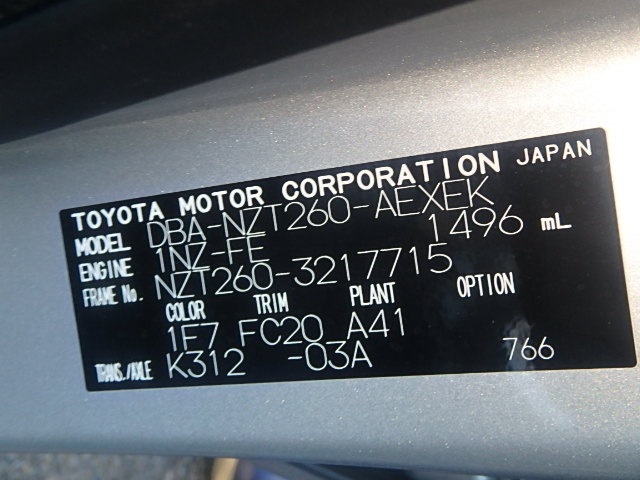 TOYOTA MOTOR CORPORATION JAPAN
MODEL DBA-NZT260-AEXEK
ENGINE 1NZ-FE 1496 mL
FRAME No. NZT260-3217715
COLOR TRIM PLANT OPTION
1F7 FC20 A41
TRANS./AXLE K312 -03A 766